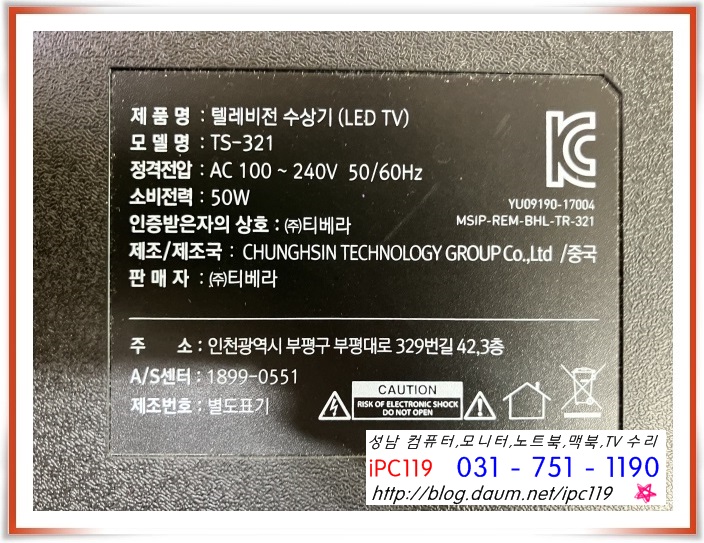 제 품 명 : 텔레비전 수상기 (LED TV)
모 델 명 : TS-321
정격전압 : AC 100 ~ 240V 50/60Hz
소비전력 : 50W
인증받은자의 상호 : ㈜티베라
제조/제조국 : CHUNGHSIN TECHNOLOGY GROUP Co.,Ltd /중국
판 매 자 : ㈜티베라
KC
YU09190-17004
MSIP-REM-BHL-TR-321
주 소 : 인천광역시 부평구 부평대로 329번길 42,3층
A/S센터 : 1899-0551
제조번호 : 별도표기
CAUTION
RISK OF ELECTRONIC SHOCK
DO NOT OPEN
성남 컴퓨터,모니터,노트북,맥북,TV 수리
iPC119 031 - 751 - 1190
http://blog.daum.net/ipc119